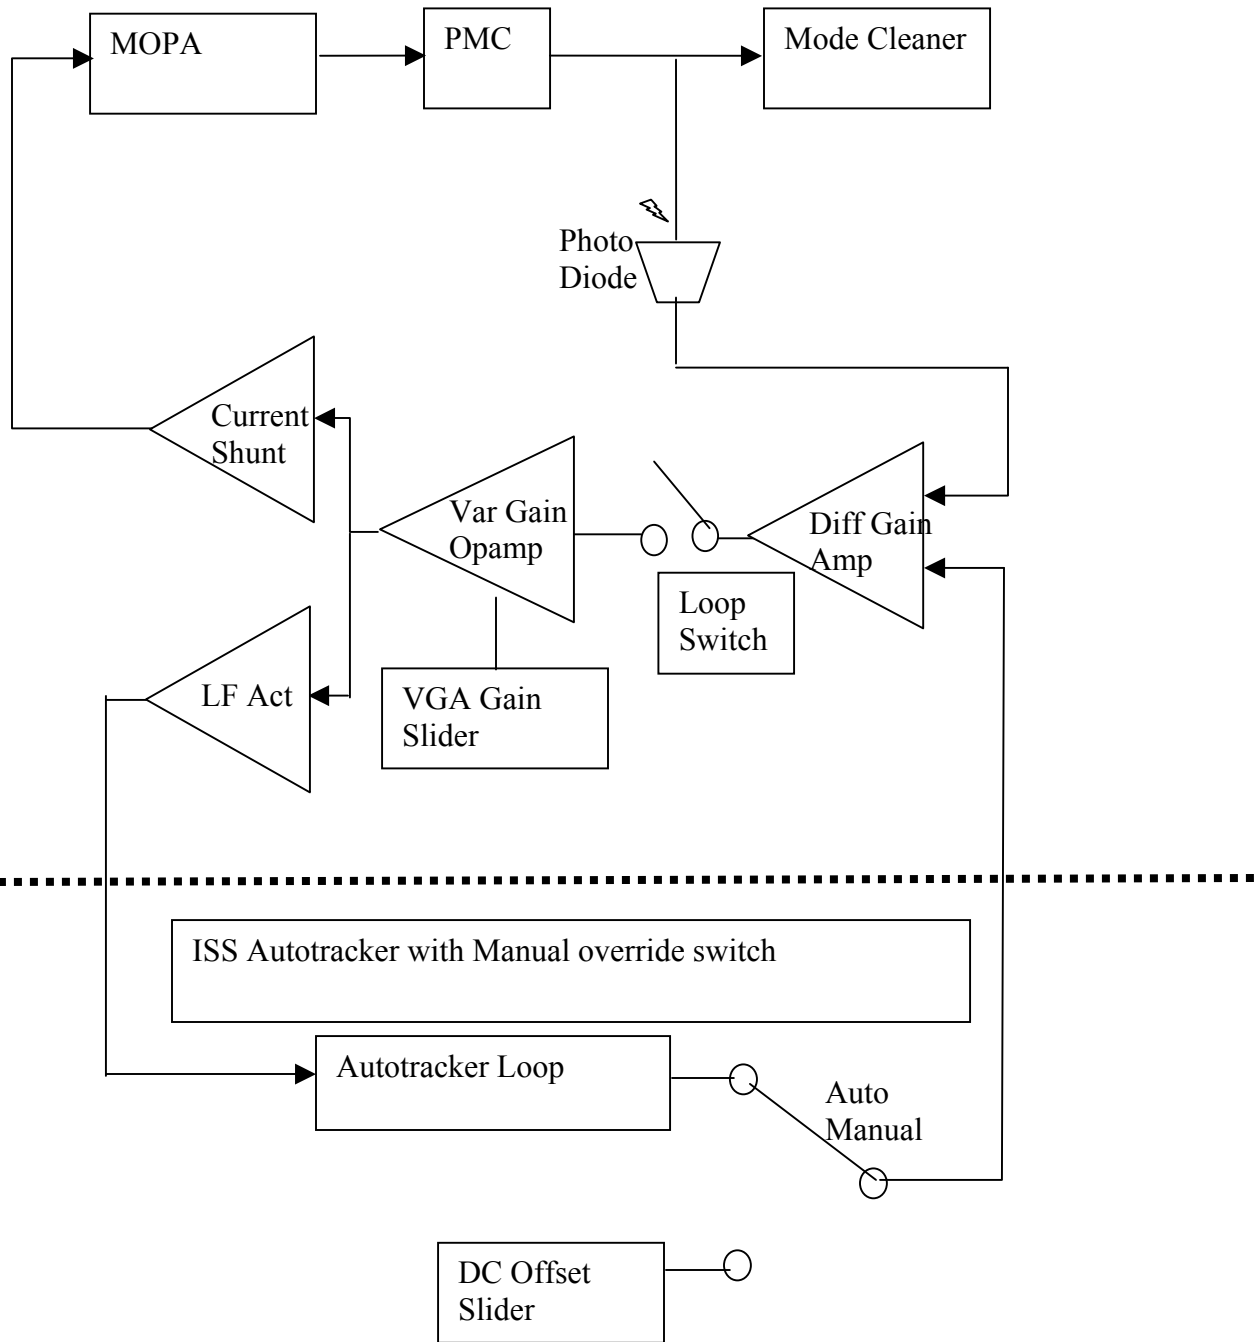 MOPA
PMC
Mode Cleaner
Photo
Diode
Current
Shunt
Var Gain
Opamp
Diff Gain
Amp
Loop
Switch
LF Act
VGA Gain
Slider
ISS Autotracker with Manual override switch
Autotracker Loop
Auto
Manual
DC Offset
Slider